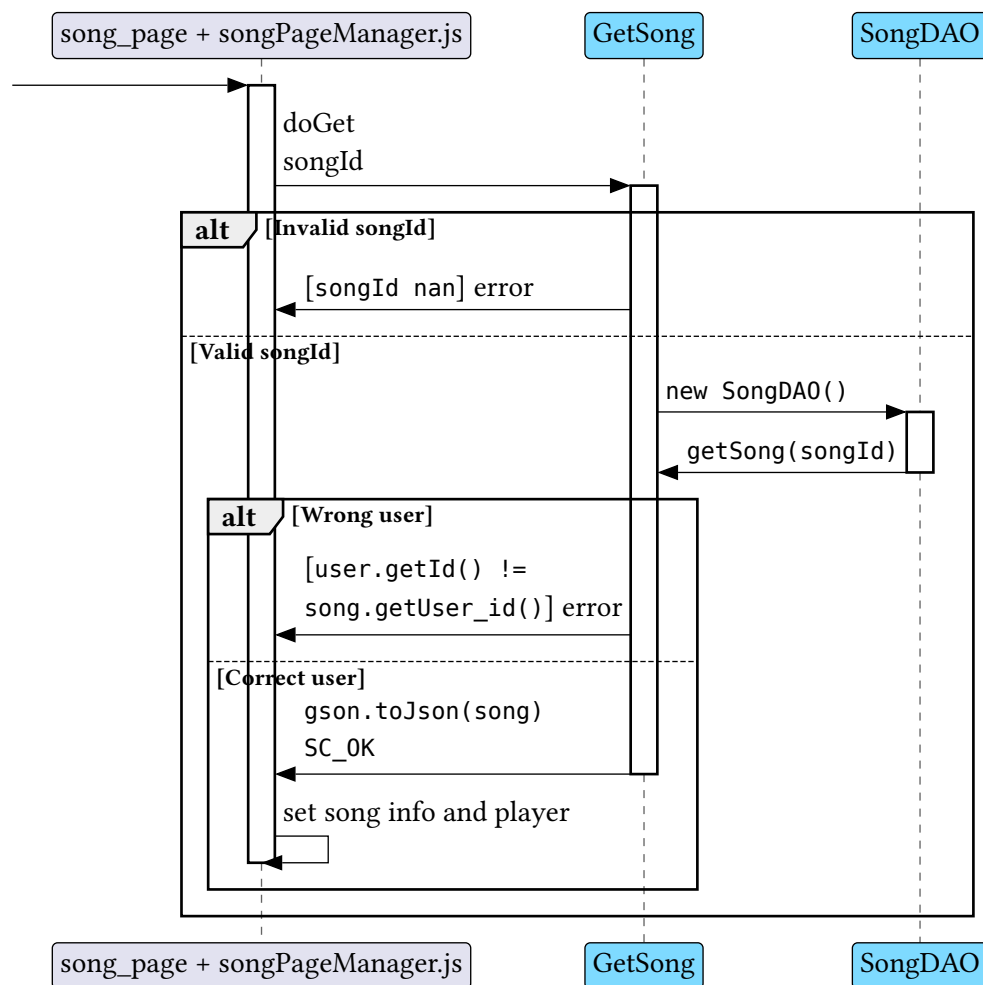 song_page + songPageManager.js
GetSong
SongDAO
doGet
songId
alt
[Invalid songId]
[songId nan] error
[Valid songId]
new SongDAO()
getSong(songId)
alt
[Wrong user]
[user.getId() !=
song.getUser_id()] error
[Correct user]
gson.toJson(song)
SC_OK
set song info and player
song_page + songPageManager.js
GetSong
SongDAO